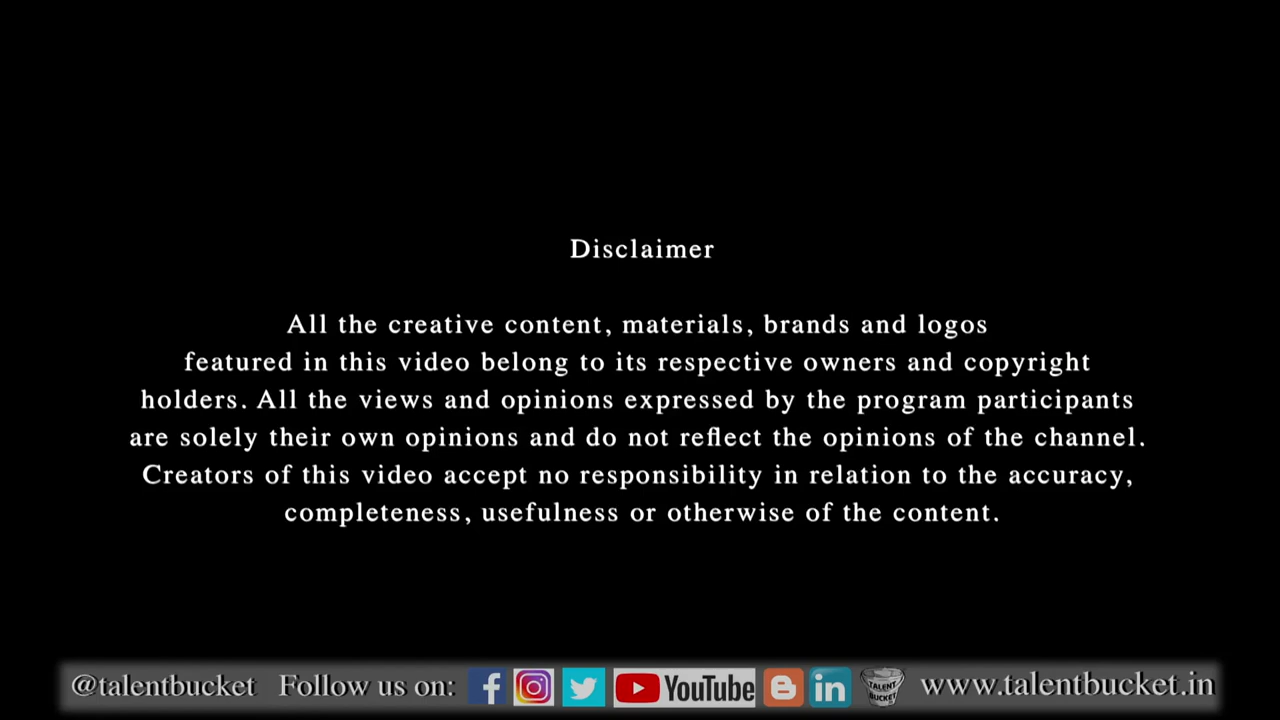 Disclaimer
All the creative content, materials, brands and logos
featured in this video belong to its respective owners and copyright
holders. All the views and opinions expressed by the program participants
are solely their own opinions and do not reflect the opinions of the channel.
Creators of this video accept no responsibility in relation to the accuracy,
completeness, usefulness or otherwise of the content.
@talentbucket Follow us on: f YouTube B in TALENT BUCKET www.talentbucket.in